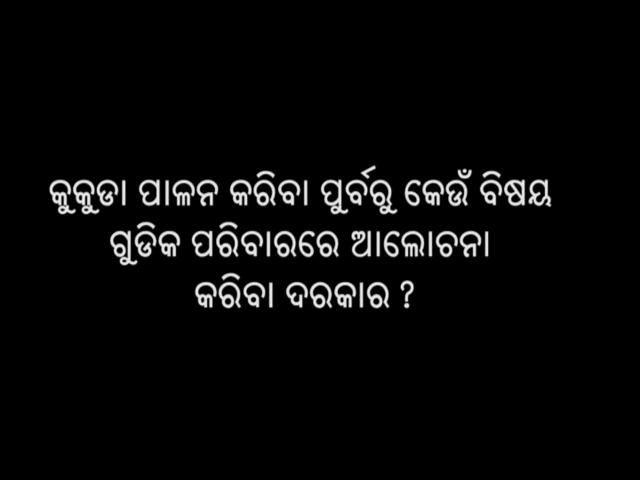 କୁକୁଡା ପାଳନ କରିବା ପୁର୍ବରୁ କେଉଁ ବିଷୟ
ଗୁଡିକ ପରିବାରରେ ଆଲୋଚନା
କରିବା ଦରକାର ?